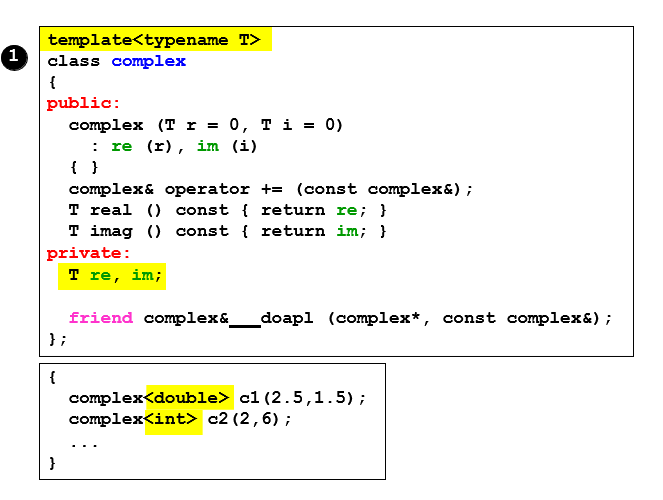 template<typename T>
1
class complex
{
public:
  complex (T r = 0, T i = 0)
    : re (r), im (i)
  { }
  complex& operator += (const complex&);
  T real () const { return re; }
  T imag () const { return im; }
private:
  T re, im;
  friend complex& __doapl (complex*, const complex&);
};
{
  complex<double> c1(2.5,1.5);
  complex<int> c2(2,6);
  ...
}